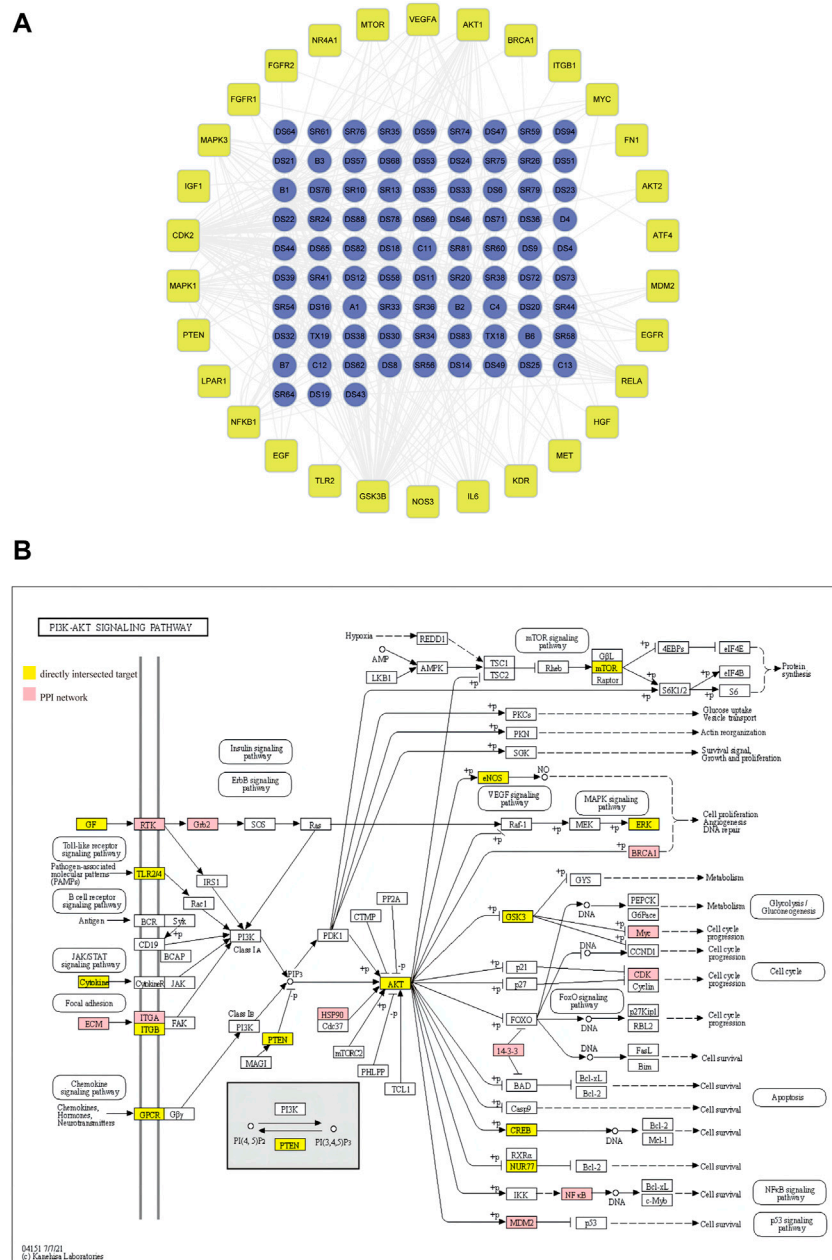 A
MTOR
VEGFA
AKT1
NR4A1
BRCA1
FGFR2
ITGB1
FGFR1
MYC
MAPK3
FN1
IGF1
AKT2
CDK2
ATF4
MAPK1
MDM2
PTEN
EGFR
LPAR1
RELA
NFKB1
HGF
EGF
MET
TLR2
KDR
GSK3B
NOS3
IL6
DS64 SR61 SR76 SR35 DS59 SR74 DS47 SR59 DS94
DS21 B3 DS57 DS68 DS53 DS24 SR75 SR26 DS51
B1 DS76 SR10 SR13 DS35 DS33 DS6 SR79 DS23
DS22 SR24 DS88 DS78 DS69 DS46 DS71 DS36 D4
DS44 DS65 DS82 DS18 C11 SR81 SR60 DS9 DS4
DS39 SR41 DS12 DS58 DS11 SR20 SR38 DS72 DS73
SR54 DS16 A1 SR33 SR36 B2 C4 DS20 SR44
DS32 TX19 DS38 DS30 SR34 DS83 TX18 B6 SR58
B7 C12 DS62 DS8 SR56 DS14 DS49 DS25 C13
SR64 DS19 DS43
B
PI3K-AKT SIGNALING PATHWAY
directly intersected target
PPI network
Hypoxia
REDD1
AMP
LKB1
AMPK
TSC1
TSC2
+p
Rheb
mTOR signaling
pathway
GβL
mTOR
Raptor
+p
+p
4EBPs
eIF4E
S6K1/2
+p
+p
eIF4B
S6
Protein
synthesis
+p
PKCs
Glucose uptake
Vesicle transport
+p
PKN
Actin reorganization
+p
SGK
Survival signal,
Growth and proliferation
Insulin signaling
pathway
ErbB signaling
pathway
+p
eNOS
NO
VEGF signaling
pathway
MAPK signaling
pathway
GF
RTK
+p
Grb2
SOS
Ras
Raf-1
MEK
+p
ERK
+p
BRCA1
Cell proliferation
Angiogenesis
DNA repair
Toll-like receptor
signaling pathway
Pathogen-associated
molecular patterns
(PAMPs)
TLR2/4
IRS1
Rac1
B cell receptor
signaling pathway
Antigen
BCR
Syk
+p
CD19
BCAP
PI3K
Class IA
PDK1
CTMP
PP2A
JAK/STAT
signaling pathway
Cytokine
CytokineR
JAK
PIP3
+p
-p
AKT
Focal adhesion
ECM
ITGA
ITGB
FAK
Class IB
PI3K
-p
PTEN
MAGI
HSP90
Cdc37
+p
-p
mTORC2
PHLPP
TCL1
Chemokine
signaling pathway
Chemokines,
Hormones,
Neurotransmitters
GPCR
Gβγ
PI3K
PI(4, 5)P2
PI(3,4,5)P3
PTEN
+p
GSK3
GYS
Metabolism
DNA
PEPCK
G6Pace
Metabolism
Glycolysis /
Gluconeogenesis
Myc
Cell cycle
progression
DNA
CCND1
Cell cycle
progression
+p
p21
+p
p27
CDK
Cyclin
Cell cycle
progression
Cell cycle
FoxO signaling
pathway
+p
FOXO
DNA
p27Kip1
RBL2
Cell cycle
progression
14-3-3
DNA
FasL
Bim
Cell survival
+p
BAD
Bcl-xL
Bcl-2
Cell survival
Apoptosis
+p
Casp9
Cell survival
+p
CREB
DNA
Bcl-2
Mcl-1
Cell survival
+p
RXRα
NUR77
Bcl-2
Cell survival
+p
IKK
NFκB
DNA
Bcl-xL
c-Myb
Cell survival
NFκB signaling
pathway
+p
MDM2
p53
Cell survival
p53 signaling
pathway
04151 7/7/21
(c) Kanehisa Laboratories